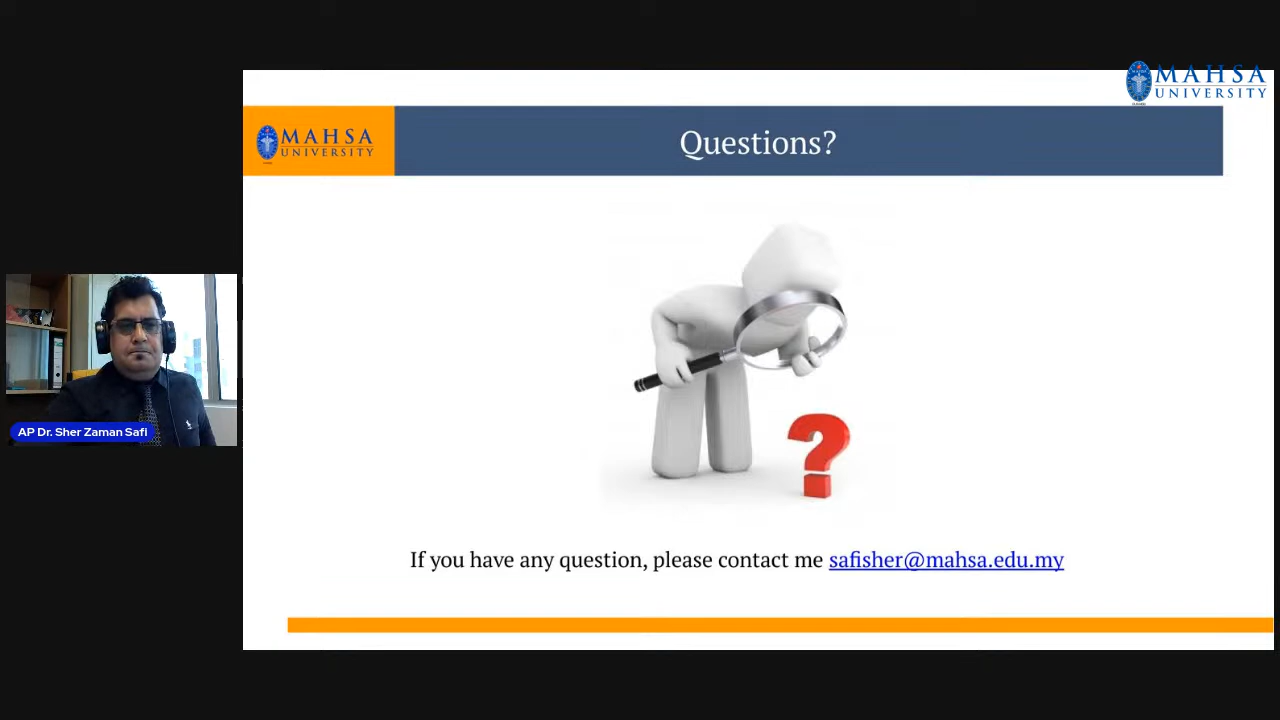 MAHSA
UNIVERSITY
MAHSA
UNIVERSITY
Questions?
AP Dr. Sher Zaman Safi
If you have any question, please contact me safisher@mahsa.edu.my